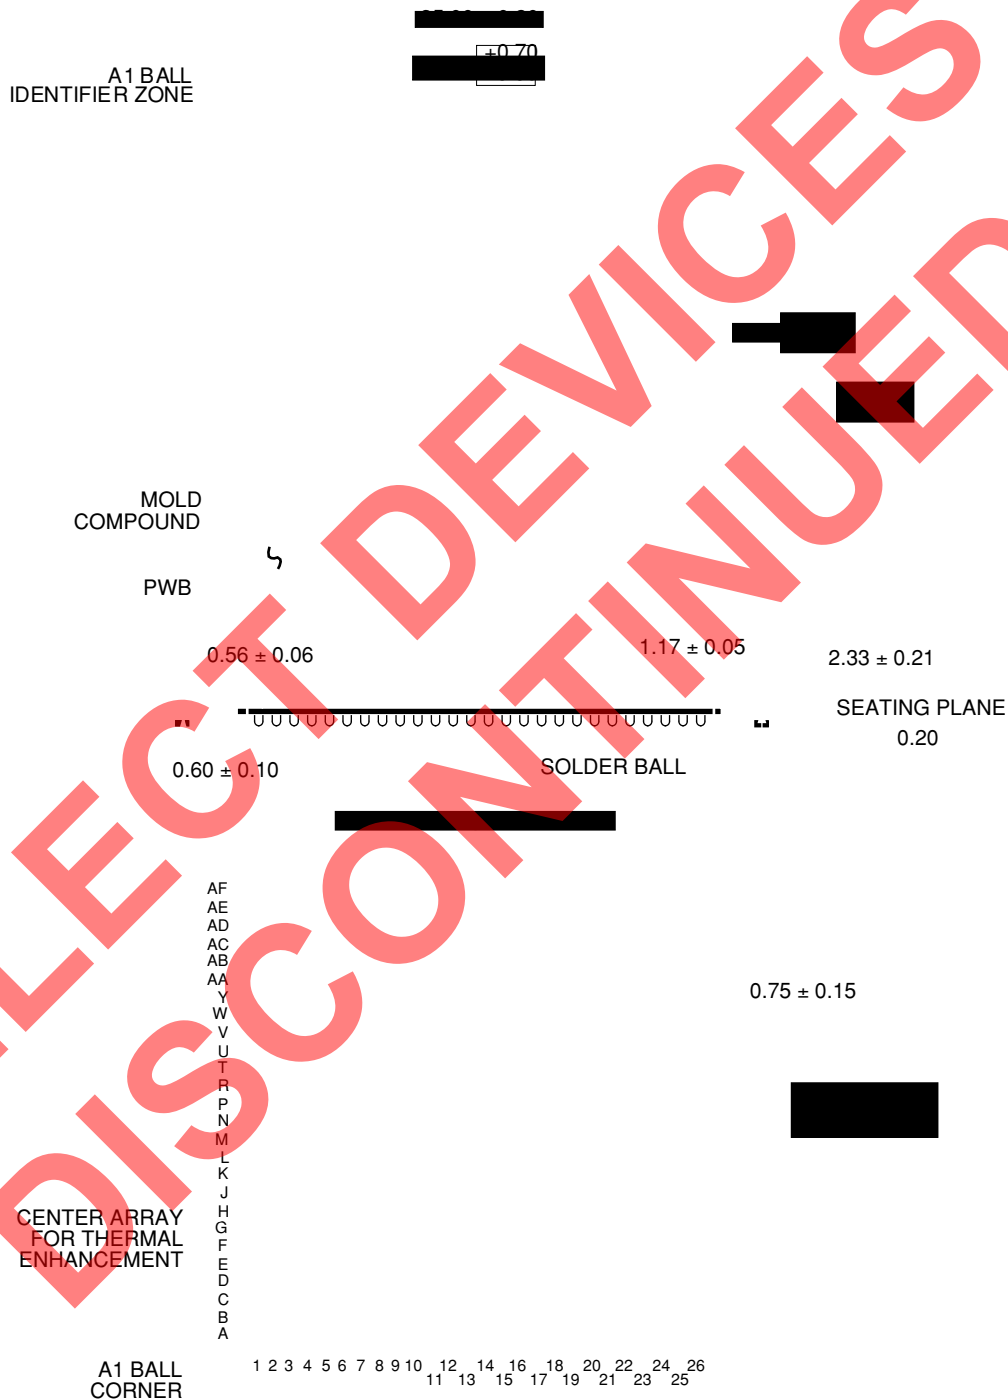 +0.70
A1 BALL
IDENTIFIER ZONE
MOLD
COMPOUND
PWB
0.56 ± 0.06
1.17 ± 0.05
2.33 ± 0.21
SEATING PLANE
0.20
0.60 ± 0.10
SOLDER BALL
AF
AE
AD
AC
AB
AA
Y
W
V
U
T
R
P
N
M
L
K
J
H
G
F
E
D
C
B
A
0.75 ± 0.15
CENTER ARRAY
FOR THERMAL
ENHANCEMENT
A1 BALL
CORNER
1 2 3 4 5 6 7 8 9 10 12 14 16 18 20 22 24 26
11 13 15 17 19 21 23 25
DEVICES
DISCONTINUED